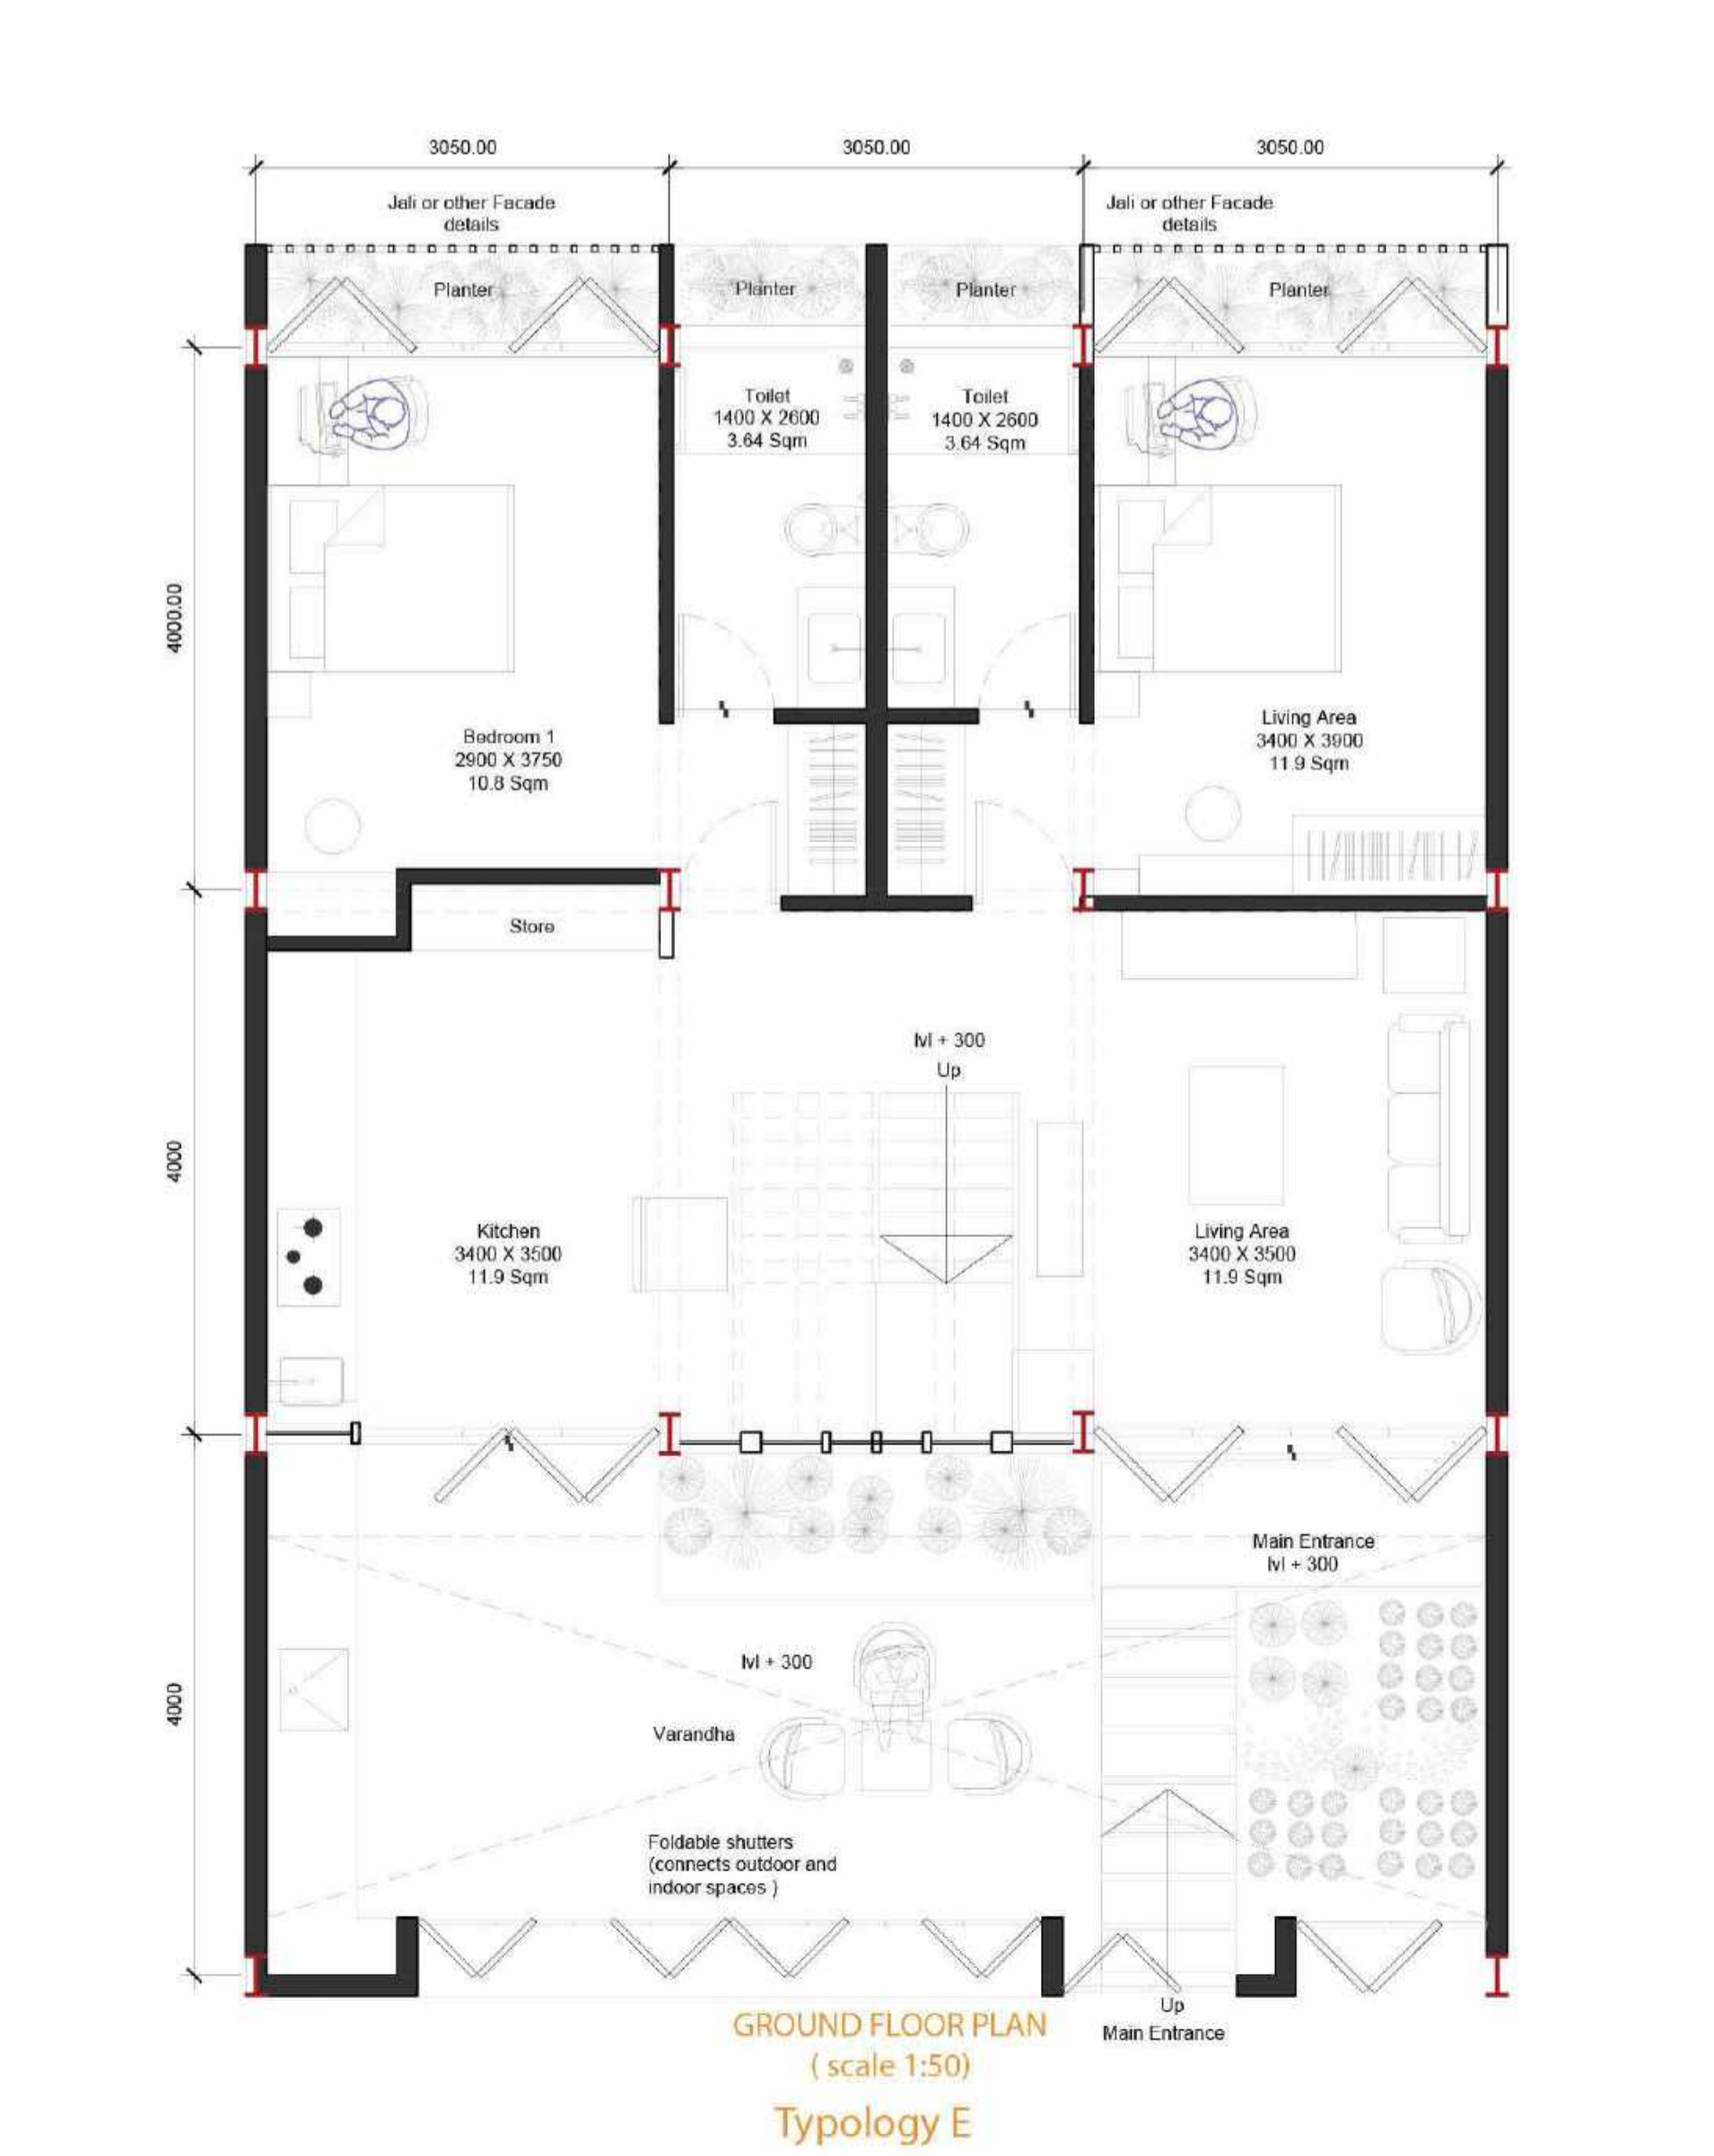 3050.00
3050.00
3050.00
Jali or other Facade
details
Jali or other Facade
details
Planter
Planter
Planter
Planter
Toilet
1400 X 2600
3.64 Sqm
Toilet
1400 X 2600
3.64 Sqm
4000.00
Bedroom 1
2900 X 3750
10.8 Sqm
Living Area
3400 X 3900
11.9 Sqm
Store
lvl + 300
Up
4000
Kitchen
3400 X 3500
11.9 Sqm
Living Area
3400 X 3500
11.9 Sqm
Main Entrance
lvl + 300
lvl + 300
4000
Varandha
Foldable shutters
(connects outdoor and
indoor spaces )
Up
Main Entrance
GROUND FLOOR PLAN
( scale 1:50)
Typology E